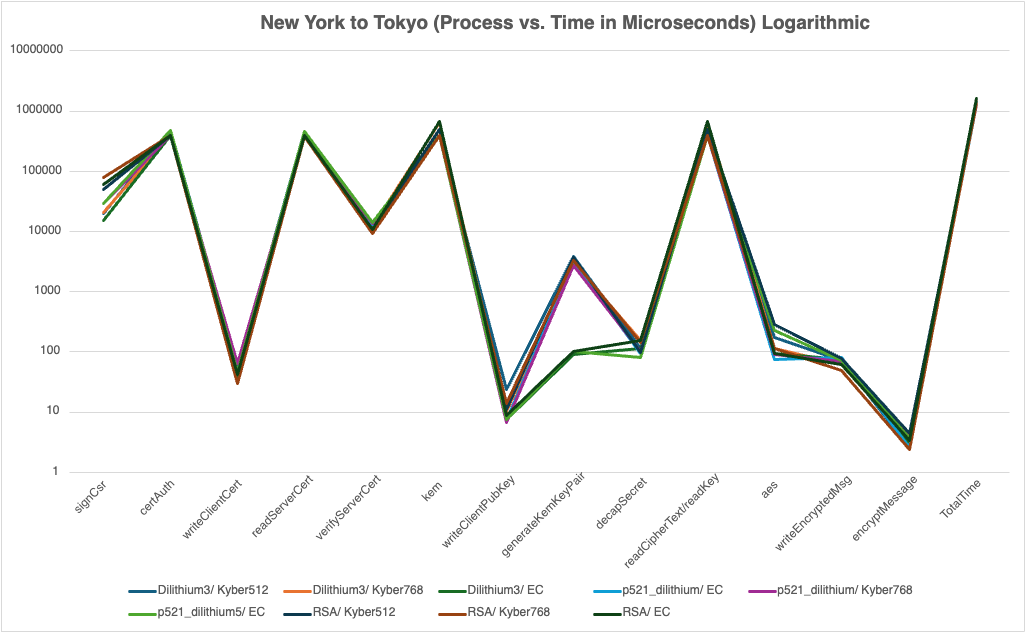 New York to Tokyo (Process vs. Time in Microseconds) Logarithmic
10000000
1000000
100000
10000
1000
100
10
1
signCsr
certAuth
writeClientCert
readServerCert
verifyServerCert
kem
writeClientPubKey
generateKemKeyPair
decapSecret
readCipherText/readKey
aes
writeEncryptedMsg
encryptMessage
TotalTime
Dilithium3/ Kyber512
Dilithium3/ Kyber768
Dilithium3/ EC
p521_dilithium/ EC
p521_dilithium/ Kyber768
p521_dilithium5/ EC
RSA/ Kyber512
RSA/ Kyber768
RSA/ EC